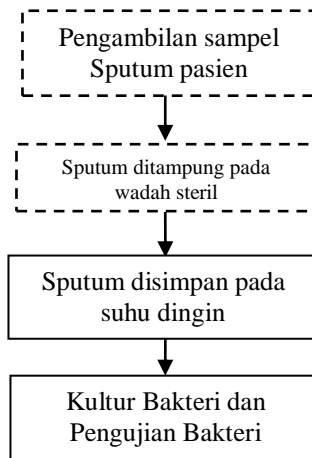 Pengambilan sampel
Sputum pasien
Sputum ditampung pada
wadah steril
Sputum disimpan pada
suhu dingin
Kultur Bakteri dan
Pengujian Bakteri